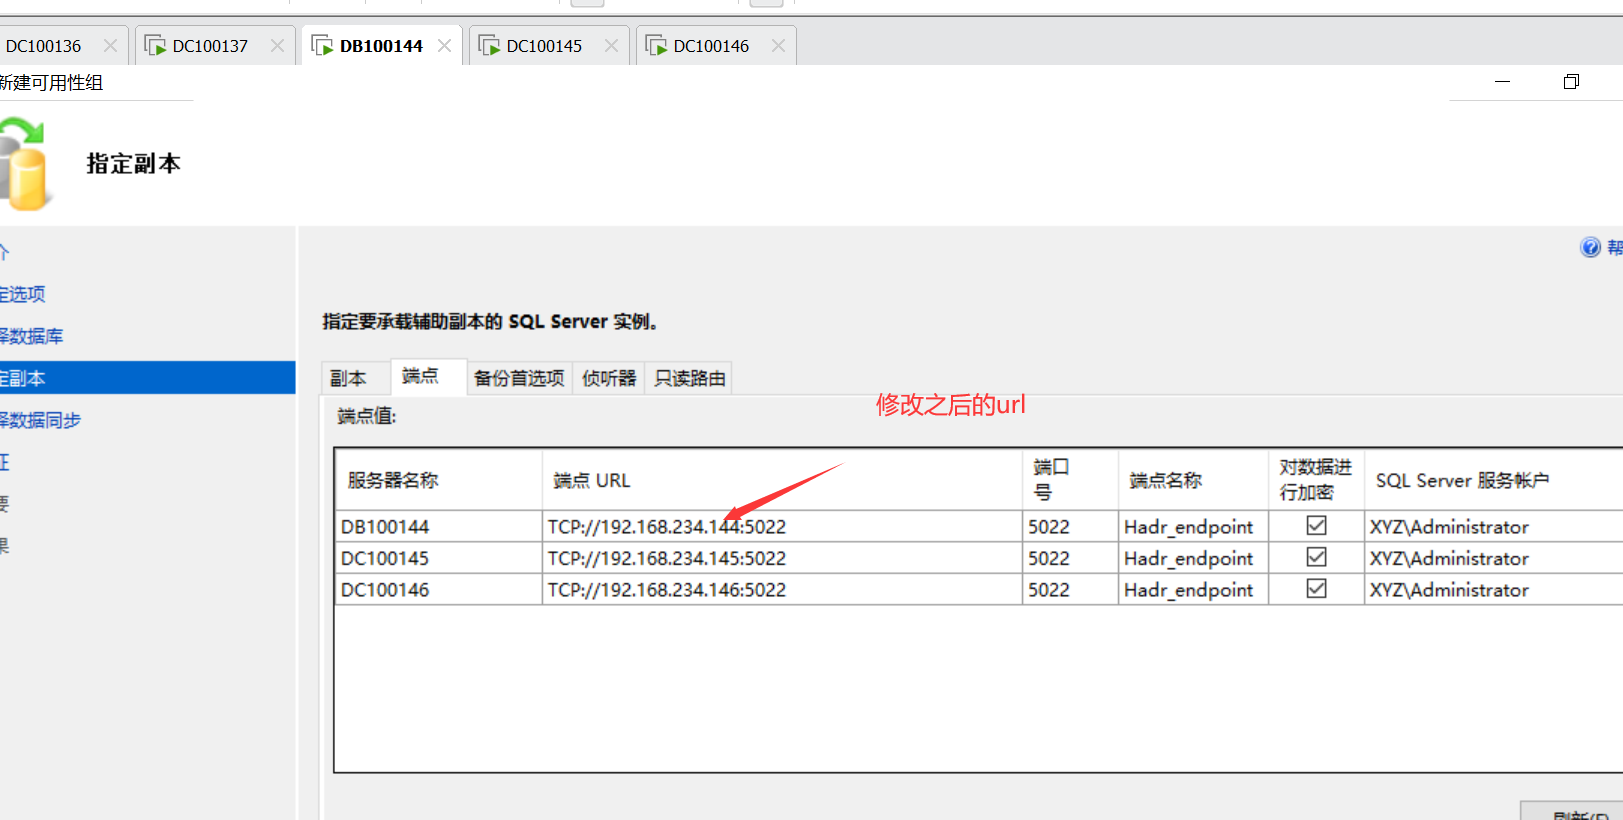 DC100136 DC100137 DB100144 DC100145 DC100146
新建可用性组
指定副本
介
定选项
择数据库
定副本
择数据同步
证
要
果
帮
指定要承载辅助副本的 SQL Server 实例。
副本 端点 备份首选项 侦听器 只读路由
修改之后的url
端点值:
服务器名称 端点 URL 端口号 端点名称 对数据进行加密 SQL Server 服务帐户
DB100144 TCP://192.168.234.144:5022 5022 Hadr_endpoint XYZ\Administrator
DC100145 TCP://192.168.234.145:5022 5022 Hadr_endpoint XYZ\Administrator
DC100146 TCP://192.168.234.146:5022 5022 Hadr_endpoint XYZ\Administrator
刷新(F)